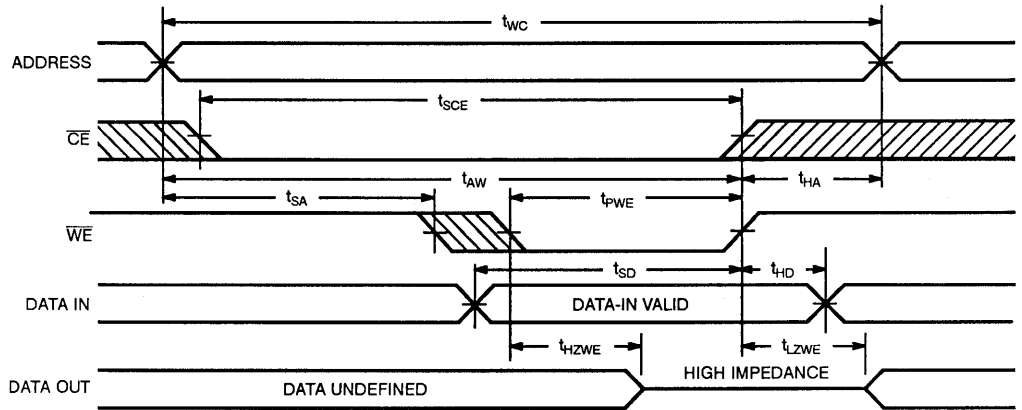 tWC
ADDRESS
tSCE
CE
tAW
tHA
tSA
tPWE
WE
tSD
tHD
DATA IN
DATA-IN VALID
tHZWE
tLZWE
HIGH IMPEDANCE
DATA OUT
DATA UNDEFINED